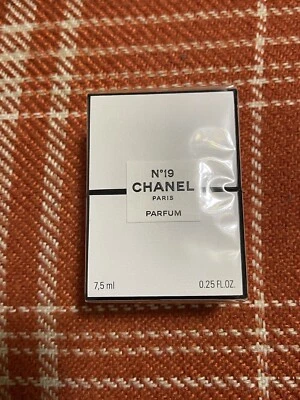 N°19
CHANEL
PARIS
PARFUM
7,5 ml 0.25 FL.OZ.